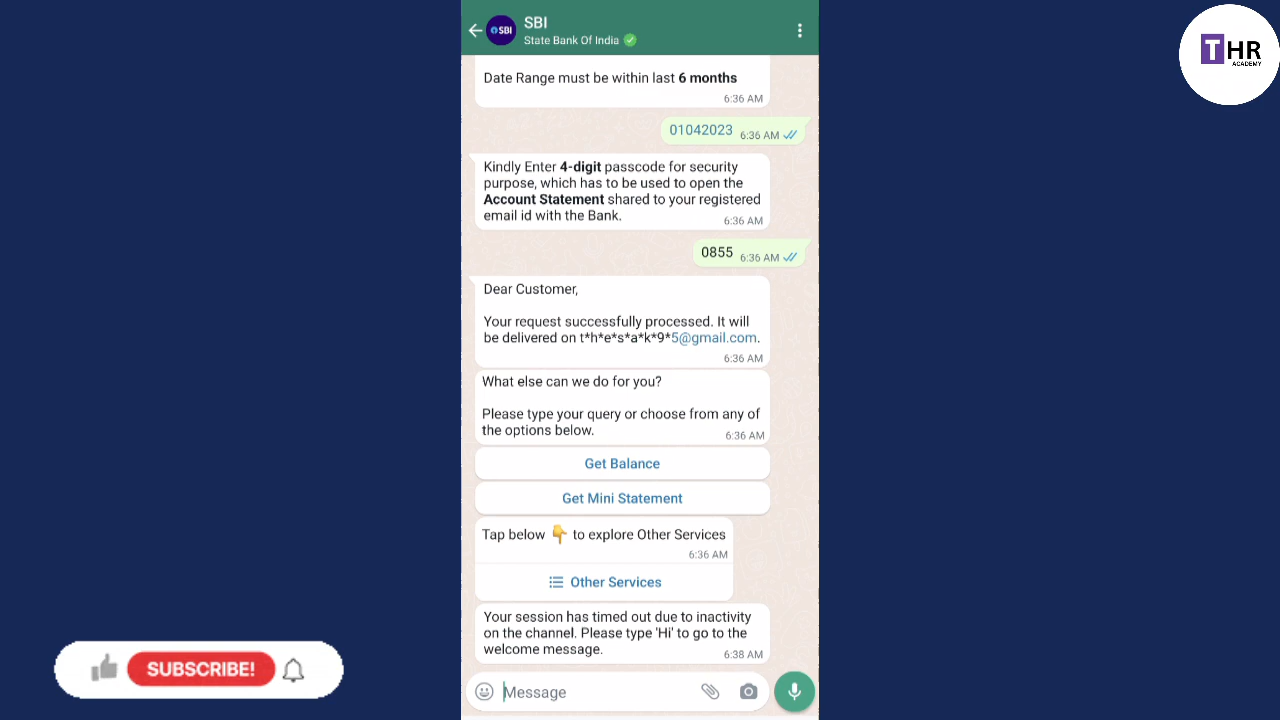 SBI
State Bank Of India
THR
ACADEMY
Date Range must be within last 6 months
6:36 AM
01042023 6:36 AM
Kindly Enter 4-digit passcode for security
purpose, which has to be used to open the
Account Statement shared to your registered
email id with the Bank.
6:36 AM
0855 6:36 AM
Dear Customer,
Your request successfully processed. It will
be delivered on t*h*e*s*a*k*9*5@gmail.com.
6:36 AM
What else can we do for you?
Please type your query or choose from any of
the options below.
6:36 AM
Get Balance
Get Mini Statement
Tap below 👇 to explore Other Services
6:36 AM
Other Services
Your session has timed out due to inactivity
on the channel. Please type 'Hi' to go to the
welcome message.
6:38 AM
Message
SUBSCRIBE!